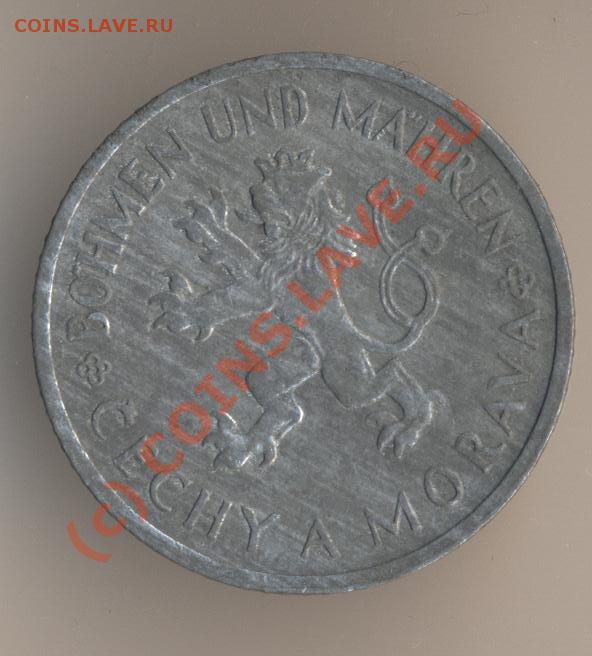 COINS.LAVE.RU
BÖHMEN UND MÄHREN
ČECHY A MORAVA
(c) COINS.LAVE.RU